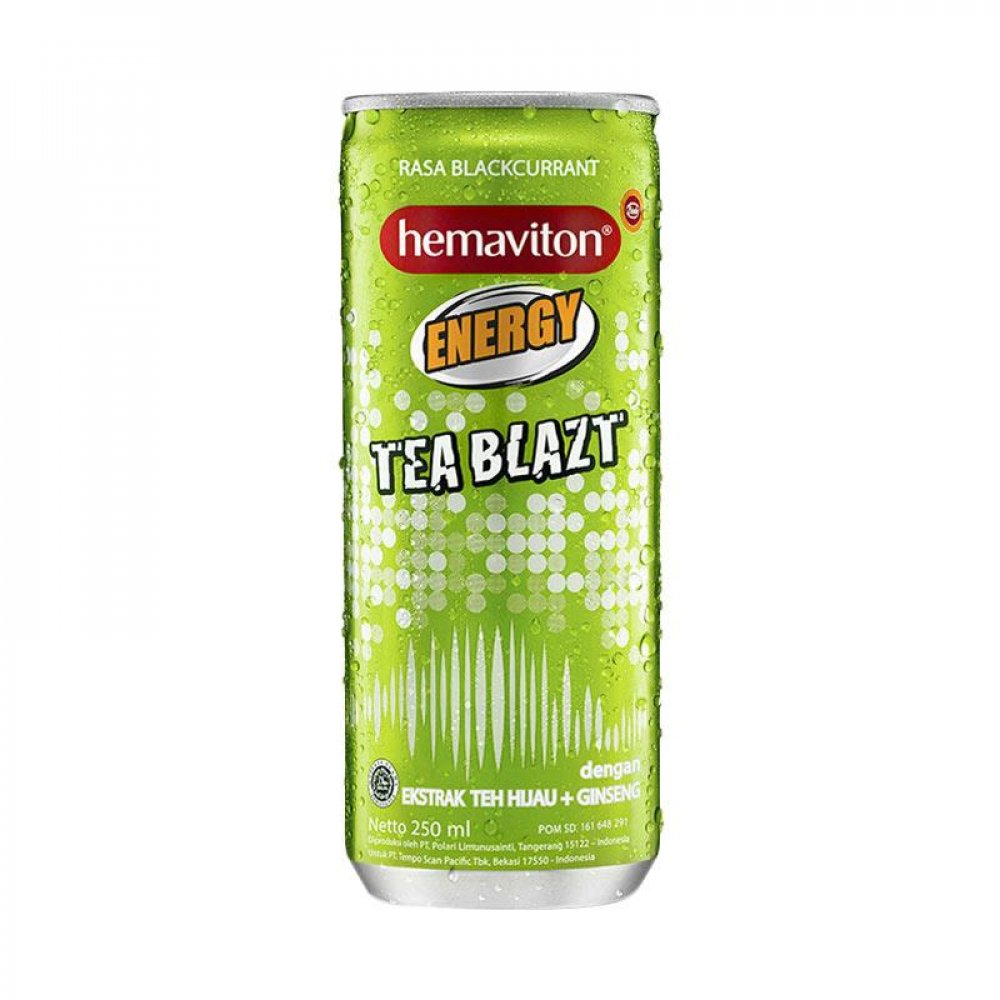 RASA BLACKCURRANT
hemaviton®
ENERGY
TEA BLAZT
dengan
EKSTRAK TEH HIJAU + GINSENG
Netto 250 ml
POM SD. 161 648 291
Diproduksi oleh PT. Polari Limunusainti, Tangerang 15122 – Indonesia
Untuk PT. Tempo Scan Pacific Tbk, Bekasi 17550 - Indonesia